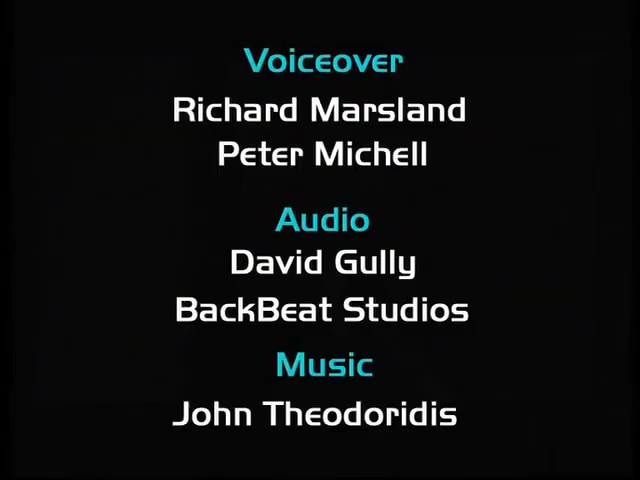 Voiceover
Richard Marsland
Peter Michell
Audio
David Gully
BackBeat Studios
Music
John Theodoridis